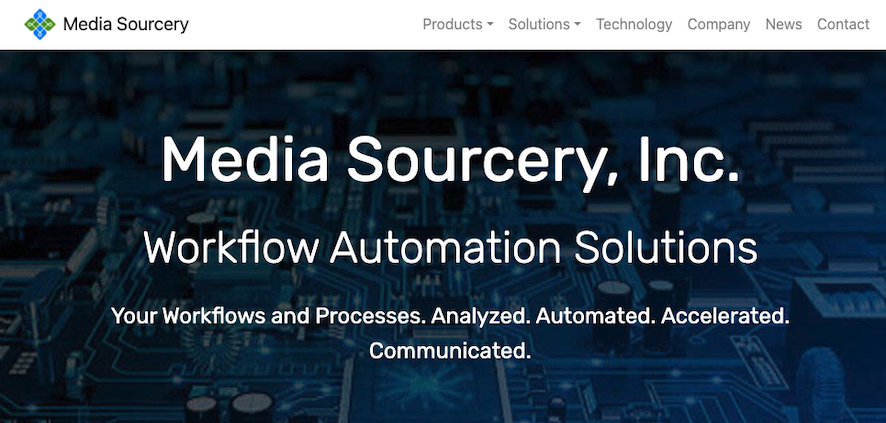 Media Sourcery Products Solutions Technology Company News Contact
Media Sourcery, Inc.
Workflow Automation Solutions
Your Workflows and Processes. Analyzed. Automated. Accelerated.
Communicated.